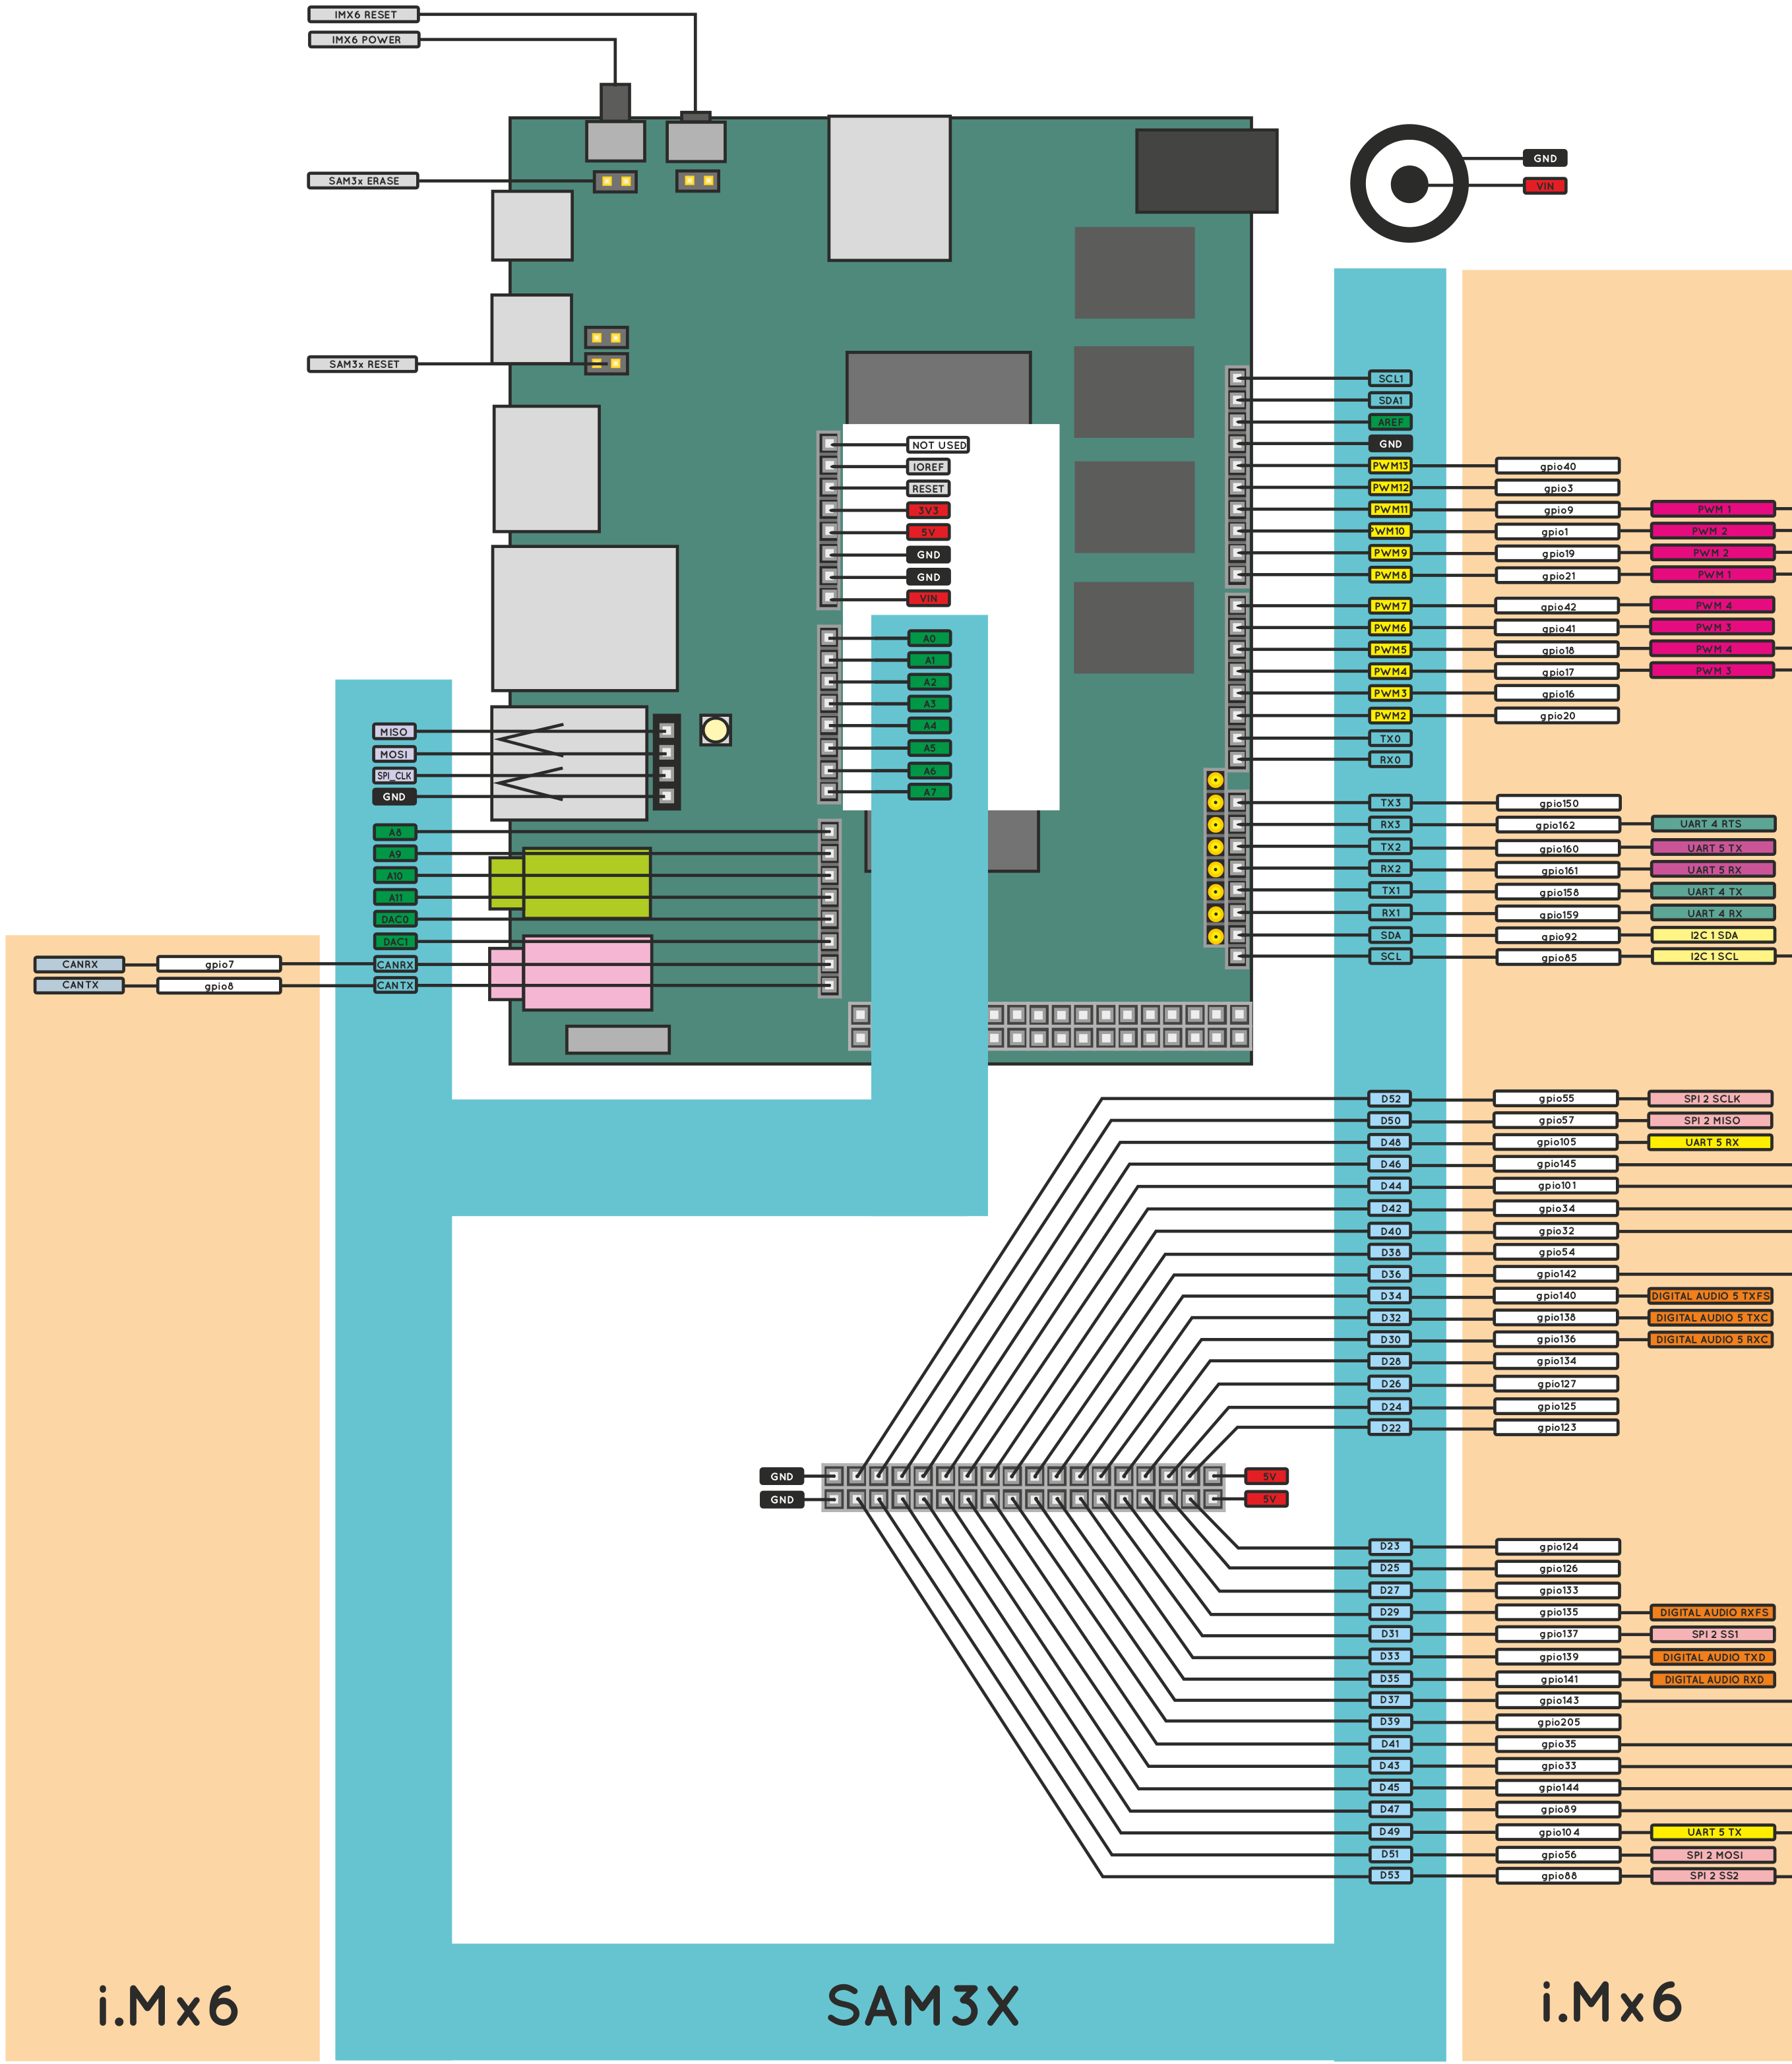 IMX6 RESET
IMX6 POWER
SAM3x ERASE
SAM3x RESET
GND
VIN
NOT USED
IOREF
RESET
3V3
5V
GND
GND
VIN
A0
A1
A2
A3
A4
A5
A6
A7
MISO
MOSI
SPI_CLK
GND
A8
A9
A10
A11
DAC0
DAC1
CANRX gpio7 CANRX
CANTX gpio8 CANTX
SCL1
SDA1
AREF
GND
PWM13 gpio40
PWM12 gpio3
PWM11 gpio9 PWM 1
PWM10 gpio1 PWM 2
PWM9 gpio19 PWM 2
PWM8 gpio21 PWM 1
PWM7 gpio42 PWM 4
PWM6 gpio41 PWM 3
PWM5 gpio18 PWM 4
PWM4 gpio17 PWM 3
PWM3 gpio16
PWM2 gpio20
TX0
RX0
TX3 gpio150
RX3 gpio162 UART 4 RTS
TX2 gpio160 UART 5 TX
RX2 gpio161 UART 5 RX
TX1 gpio158 UART 4 TX
RX1 gpio159 UART 4 RX
SDA gpio92 I2C 1 SDA
SCL gpio85 I2C 1 SCL
D52 gpio55 SPI 2 SCLK
D50 gpio57 SPI 2 MISO
D48 gpio105 UART 5 RX
D46 gpio145
D44 gpio101
D42 gpio34
D40 gpio32
D38 gpio54
D36 gpio142
D34 gpio140 DIGITAL AUDIO 5 TXFS
D32 gpio138 DIGITAL AUDIO 5 TXC
D30 gpio136 DIGITAL AUDIO 5 RXC
D28 gpio134
D26 gpio127
D24 gpio125
D22 gpio123
GND 5V
GND 5V
D23 gpio124
D25 gpio126
D27 gpio133
D29 gpio135 DIGITAL AUDIO RXFS
D31 gpio137 SPI 2 SS1
D33 gpio139 DIGITAL AUDIO TXD
D35 gpio141 DIGITAL AUDIO RXD
D37 gpio143
D39 gpio205
D41 gpio35
D43 gpio33
D45 gpio144
D47 gpio89
D49 gpio104 UART 5 TX
D51 gpio56 SPI 2 MOSI
D53 gpio88 SPI 2 SS2
i.Mx6 SAM3X i.Mx6